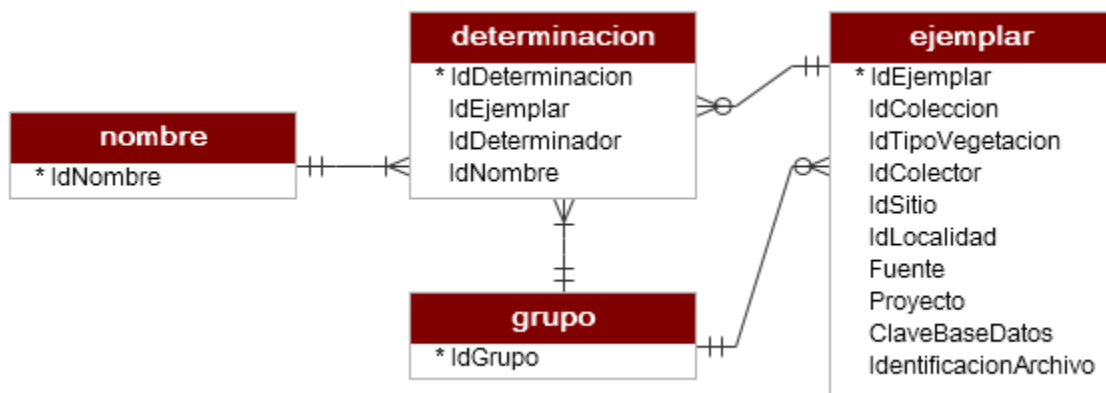 nombre
* IdNombre
determinacion
* IdDeterminacion
IdEjemplar
IdDeterminador
IdNombre
grupo
* IdGrupo
ejemplar
* IdEjemplar
IdColeccion
IdTipoVegetacion
IdColector
IdSitio
IdLocalidad
Fuente
Proyecto
ClaveBaseDatos
IdentificacionArchivo